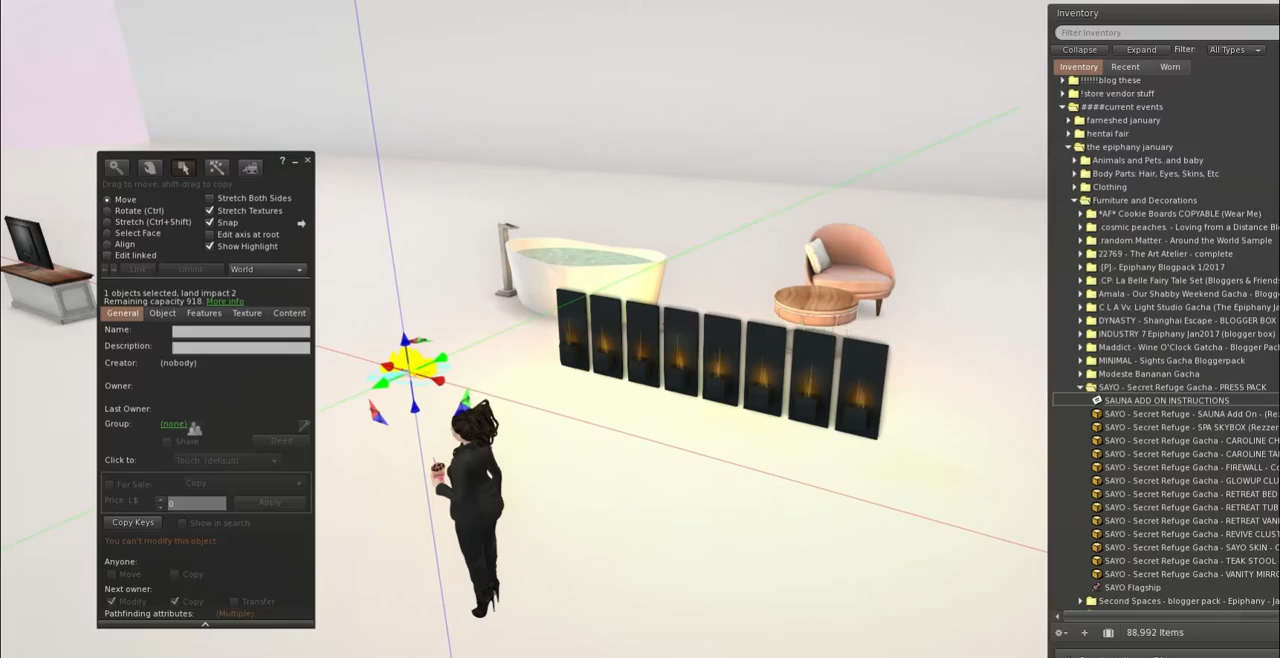 ? _ ×
Drag to move, shift-drag to copy
Move
Rotate (Ctrl)
Stretch (Ctrl+Shift)
Select Face
Align
Edit linked
Stretch Both Sides
Stretch Textures
Snap
Edit axis at root
Show Highlight
Link Unlink World
1 objects selected, land impact 2
Remaining capacity 918. More info
General Object Features Texture Content
Name:
Description:
Creator: (nobody)
Owner:
Last Owner:
Group: (none)
Share Deed
Click to: Touch (default)
For Sale: Copy
Price: L$ 0 Apply
Copy Keys Show in search
You can't modify this object
Anyone:
Move Copy
Next owner:
Modify Copy Transfer
Pathfinding attributes: (Multiple)
Inventory
Filter Inventory
Collapse Expand Filter: All Types
Inventory Recent Worn
!!!!!!blog these
!store vendor stuff
####current events
fameshed january
hentai fair
the epiphany january
Animals and Pets..and baby
Body Parts: Hair, Eyes, Skins, Etc
Clothing
Furniture and Decorations
*AF* Cookie Boards COPYABLE (Wear Me)
.cosmic peaches. - Loving from a Distance Bl
.random.Matter. - Around the World Sample
22769 - The Art Atelier - complete
.[P]:- Epiphany Blogpack 1/2017
.CP: La Belle Fairy Tale Set (Bloggers & Friends
Amala - Our Shabby Weekend Gacha - Blogg
C L A Vv. Light Studio Gacha (The Epiphany
DYNASTY - Shanghai Escape - BLOGGER BOX
INDUSTRY 7 Epiphany Jan2017 (blogger box)
Maddict - Wine O'Clock Gatcha - Blogger Pac
MINIMAL - Sights Gacha Bloggerpack
Modeste Bananan Gacha
SAYO - Secret Refuge Gacha - PRESS PACK
SAUNA ADD ON INSTRUCTIONS
SAYO - Secret Refuge - SAUNA Add On - (Re
SAYO - Secret Refuge - SPA SKYBOX (Rezzer
SAYO - Secret Refuge Gacha - CAROLINE CH
SAYO - Secret Refuge Gacha - CAROLINE TA
SAYO - Secret Refuge Gacha - FIREWALL - Co
SAYO - Secret Refuge Gacha - GLOWUP CLU
SAYO - Secret Refuge Gacha - RETREAT BED
SAYO - Secret Refuge Gacha - RETREAT TUB
SAYO - Secret Refuge Gacha - RETREAT VAN
SAYO - Secret Refuge Gacha - REVIVE CLUST
SAYO - Secret Refuge Gacha - SAYO SKIN - C
SAYO - Secret Refuge Gacha - TEAK STOOL
SAYO - Secret Refuge Gacha - VANITY MIRRO
SAYO Flagship
Second Spaces - blogger pack - Epiphany - Ja
88,992 Items